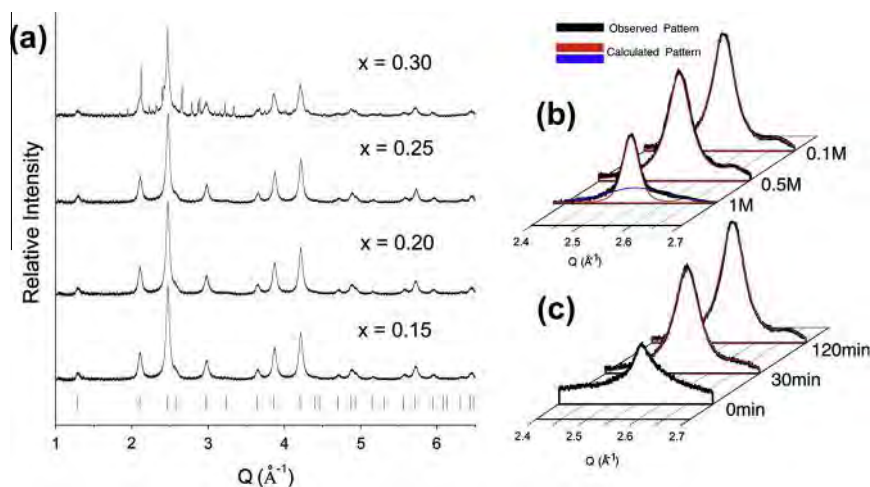 (a)
x = 0.30
x = 0.25
x = 0.20
x = 0.15
Relative Intensity
1 2 3 4 5 6
Q (Å⁻¹)
Observed Pattern
Calculated Pattern
(b)
0.1M
0.5M
1M
2.4 2.5 2.6 2.7
Q (Å⁻¹)
(c)
120min
30min
0min
2.4 2.5 2.6 2.7
Q (Å⁻¹)